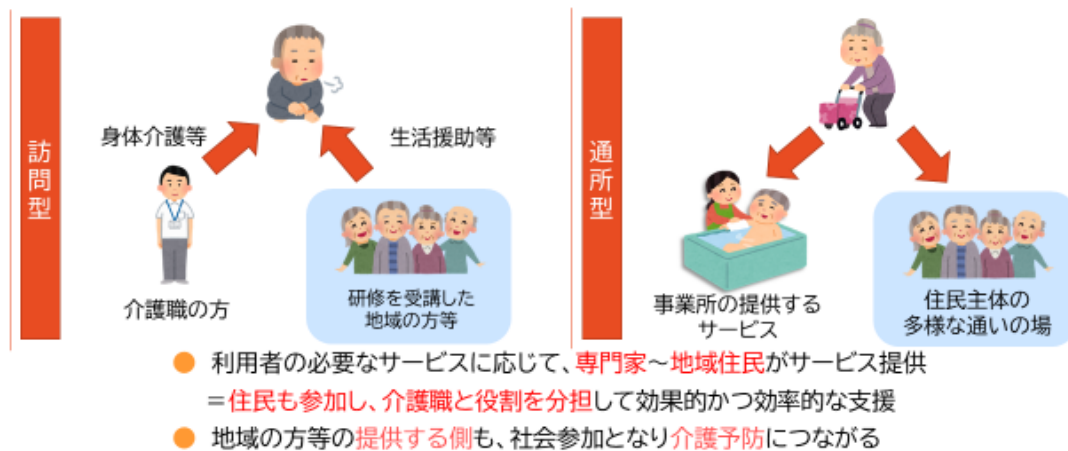 訪問型
身体介護等
生活援助等
介護職の方
研修を受講した
地域の方等
通所型
事業所の提供する
サービス
住民主体の
多様な通いの場
● 利用者の必要なサービスに応じて、専門家～地域住民がサービス提供
＝住民も参加し、介護職と役割を分担して効果的かつ効率的な支援
● 地域の方等の提供する側も、社会参加となり介護予防につながる